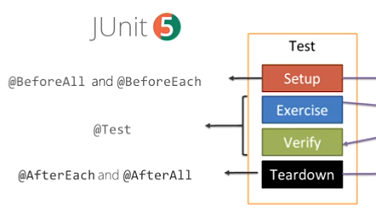 JUnit 5
Test
@BeforeAll and @BeforeEach
Setup
Exercise
@Test
Verify
@AfterEach and @AfterAll
Teardown